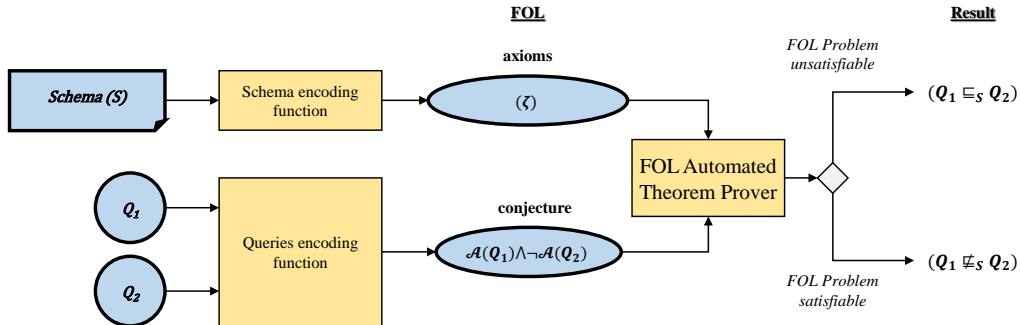 FOL
Result
axioms
FOL Problem
unsatisfiable
Schema (S)
Schema encoding
function
(ζ)
(Q₁ ⊑ₛ Q₂)
FOL Automated
Theorem Prover
Q₁
conjecture
Queries encoding
function
𝒜(Q₁)∧¬𝒜(Q₂)
(Q₁ ⋢ₛ Q₂)
Q₂
FOL Problem
satisfiable